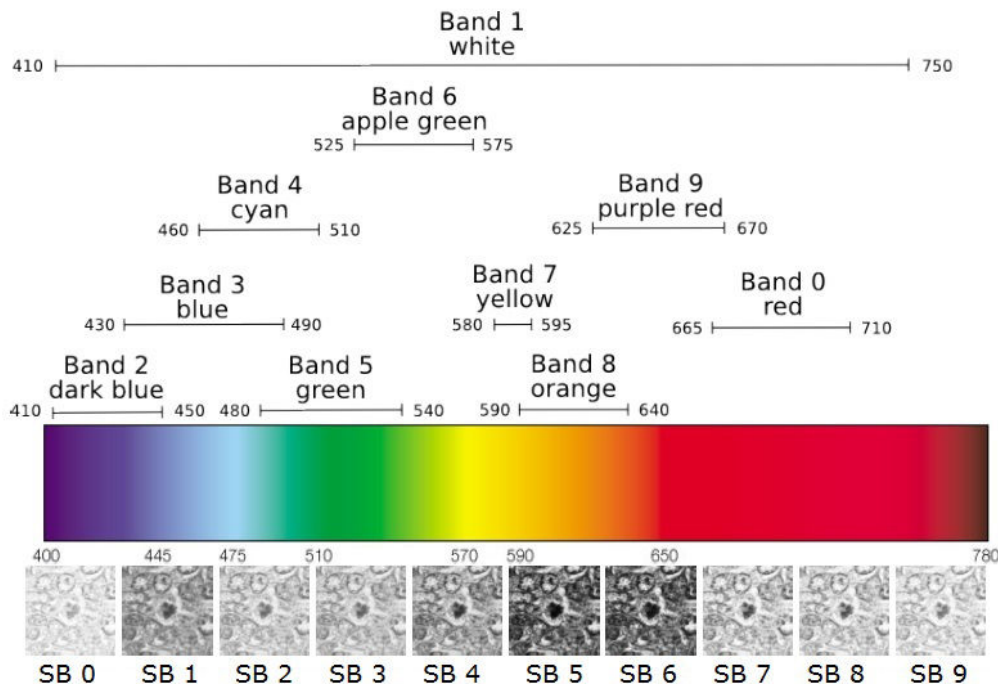 Band 1
white
410 750
Band 6
apple green
525 575
Band 4
cyan
460 510
Band 9
purple red
625 670
Band 3
blue
430 490
Band 7
yellow
580 595
Band 0
red
665 710
Band 2
dark blue
410 450
Band 5
green
480 540
Band 8
orange
590 640
400 445 475 510 570 590 650 780
SB 0 SB 1 SB 2 SB 3 SB 4 SB 5 SB 6 SB 7 SB 8 SB 9